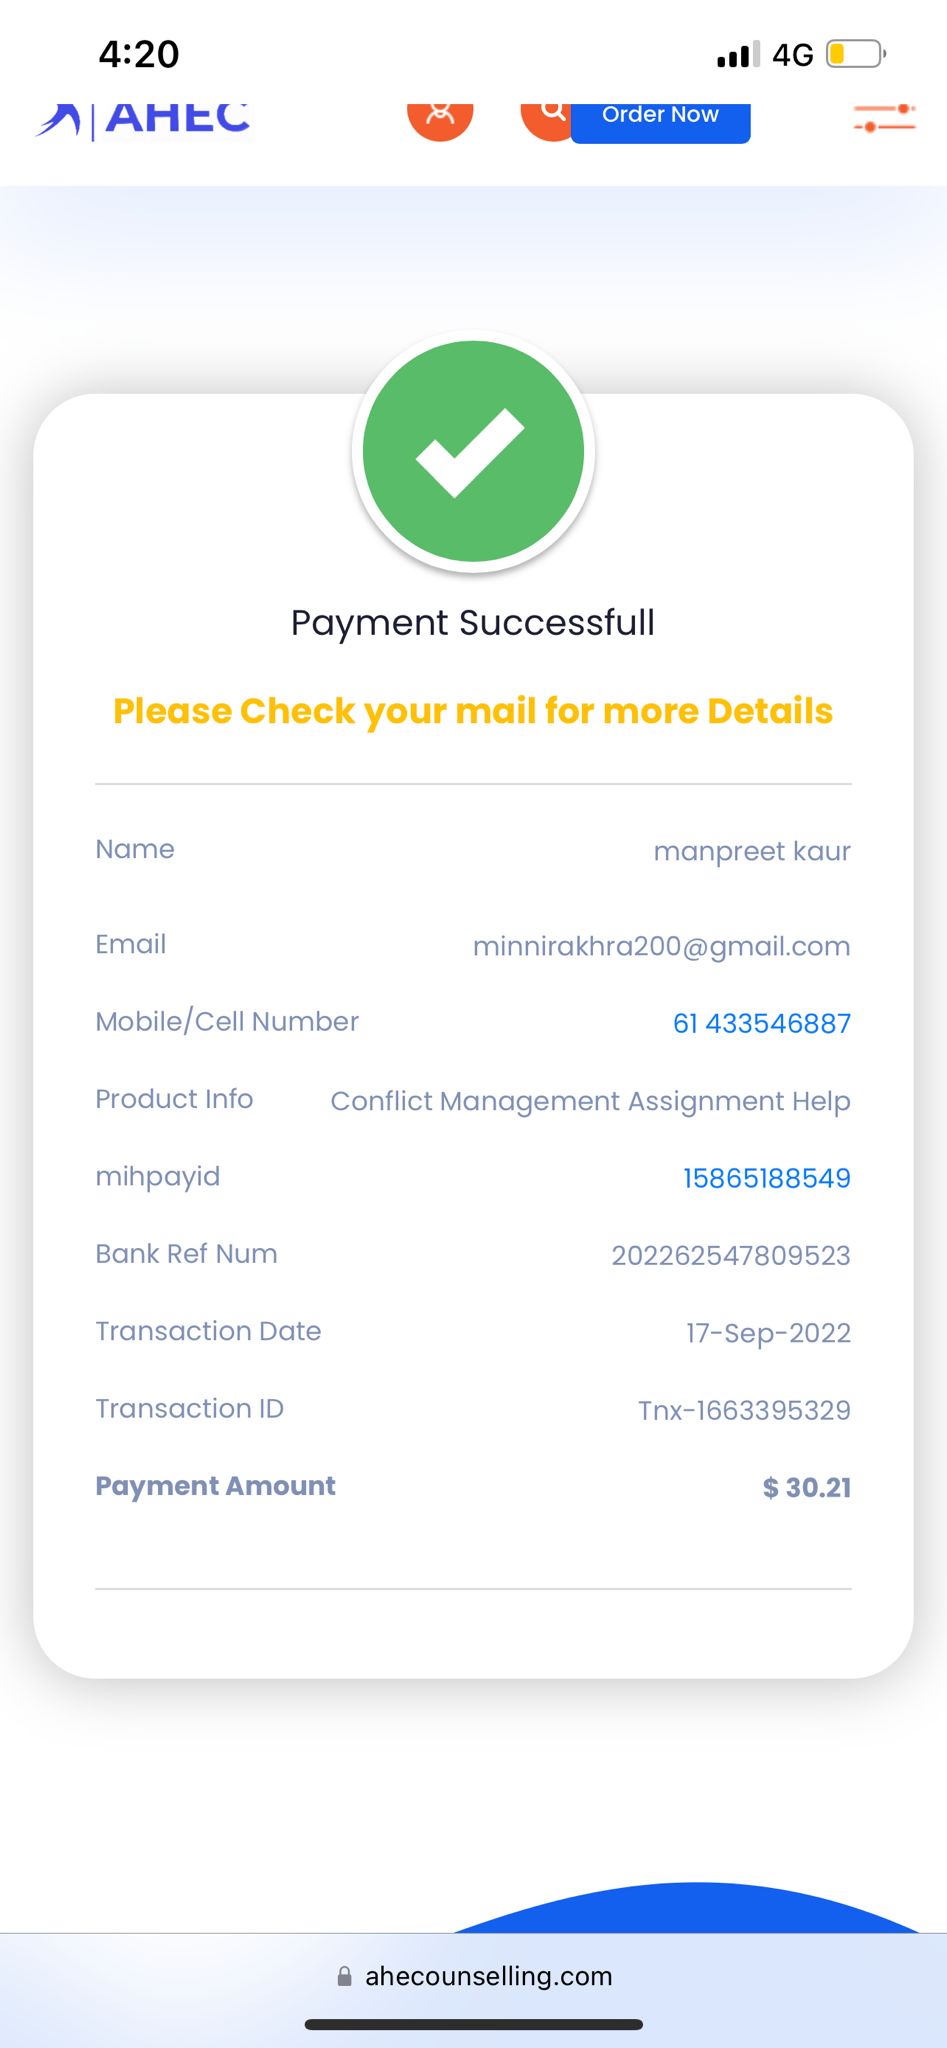 4:20
4G
AHEC
Order Now
Payment Successfull
Please Check your mail for more Details
Name manpreet kaur
Email minnirakhra200@gmail.com
Mobile/Cell Number 61 433546887
Product Info Conflict Management Assignment Help
mihpayid 15865188549
Bank Ref Num 202262547809523
Transaction Date 17-Sep-2022
Transaction ID Tnx-1663395329
Payment Amount $ 30.21
ahecounselling.com